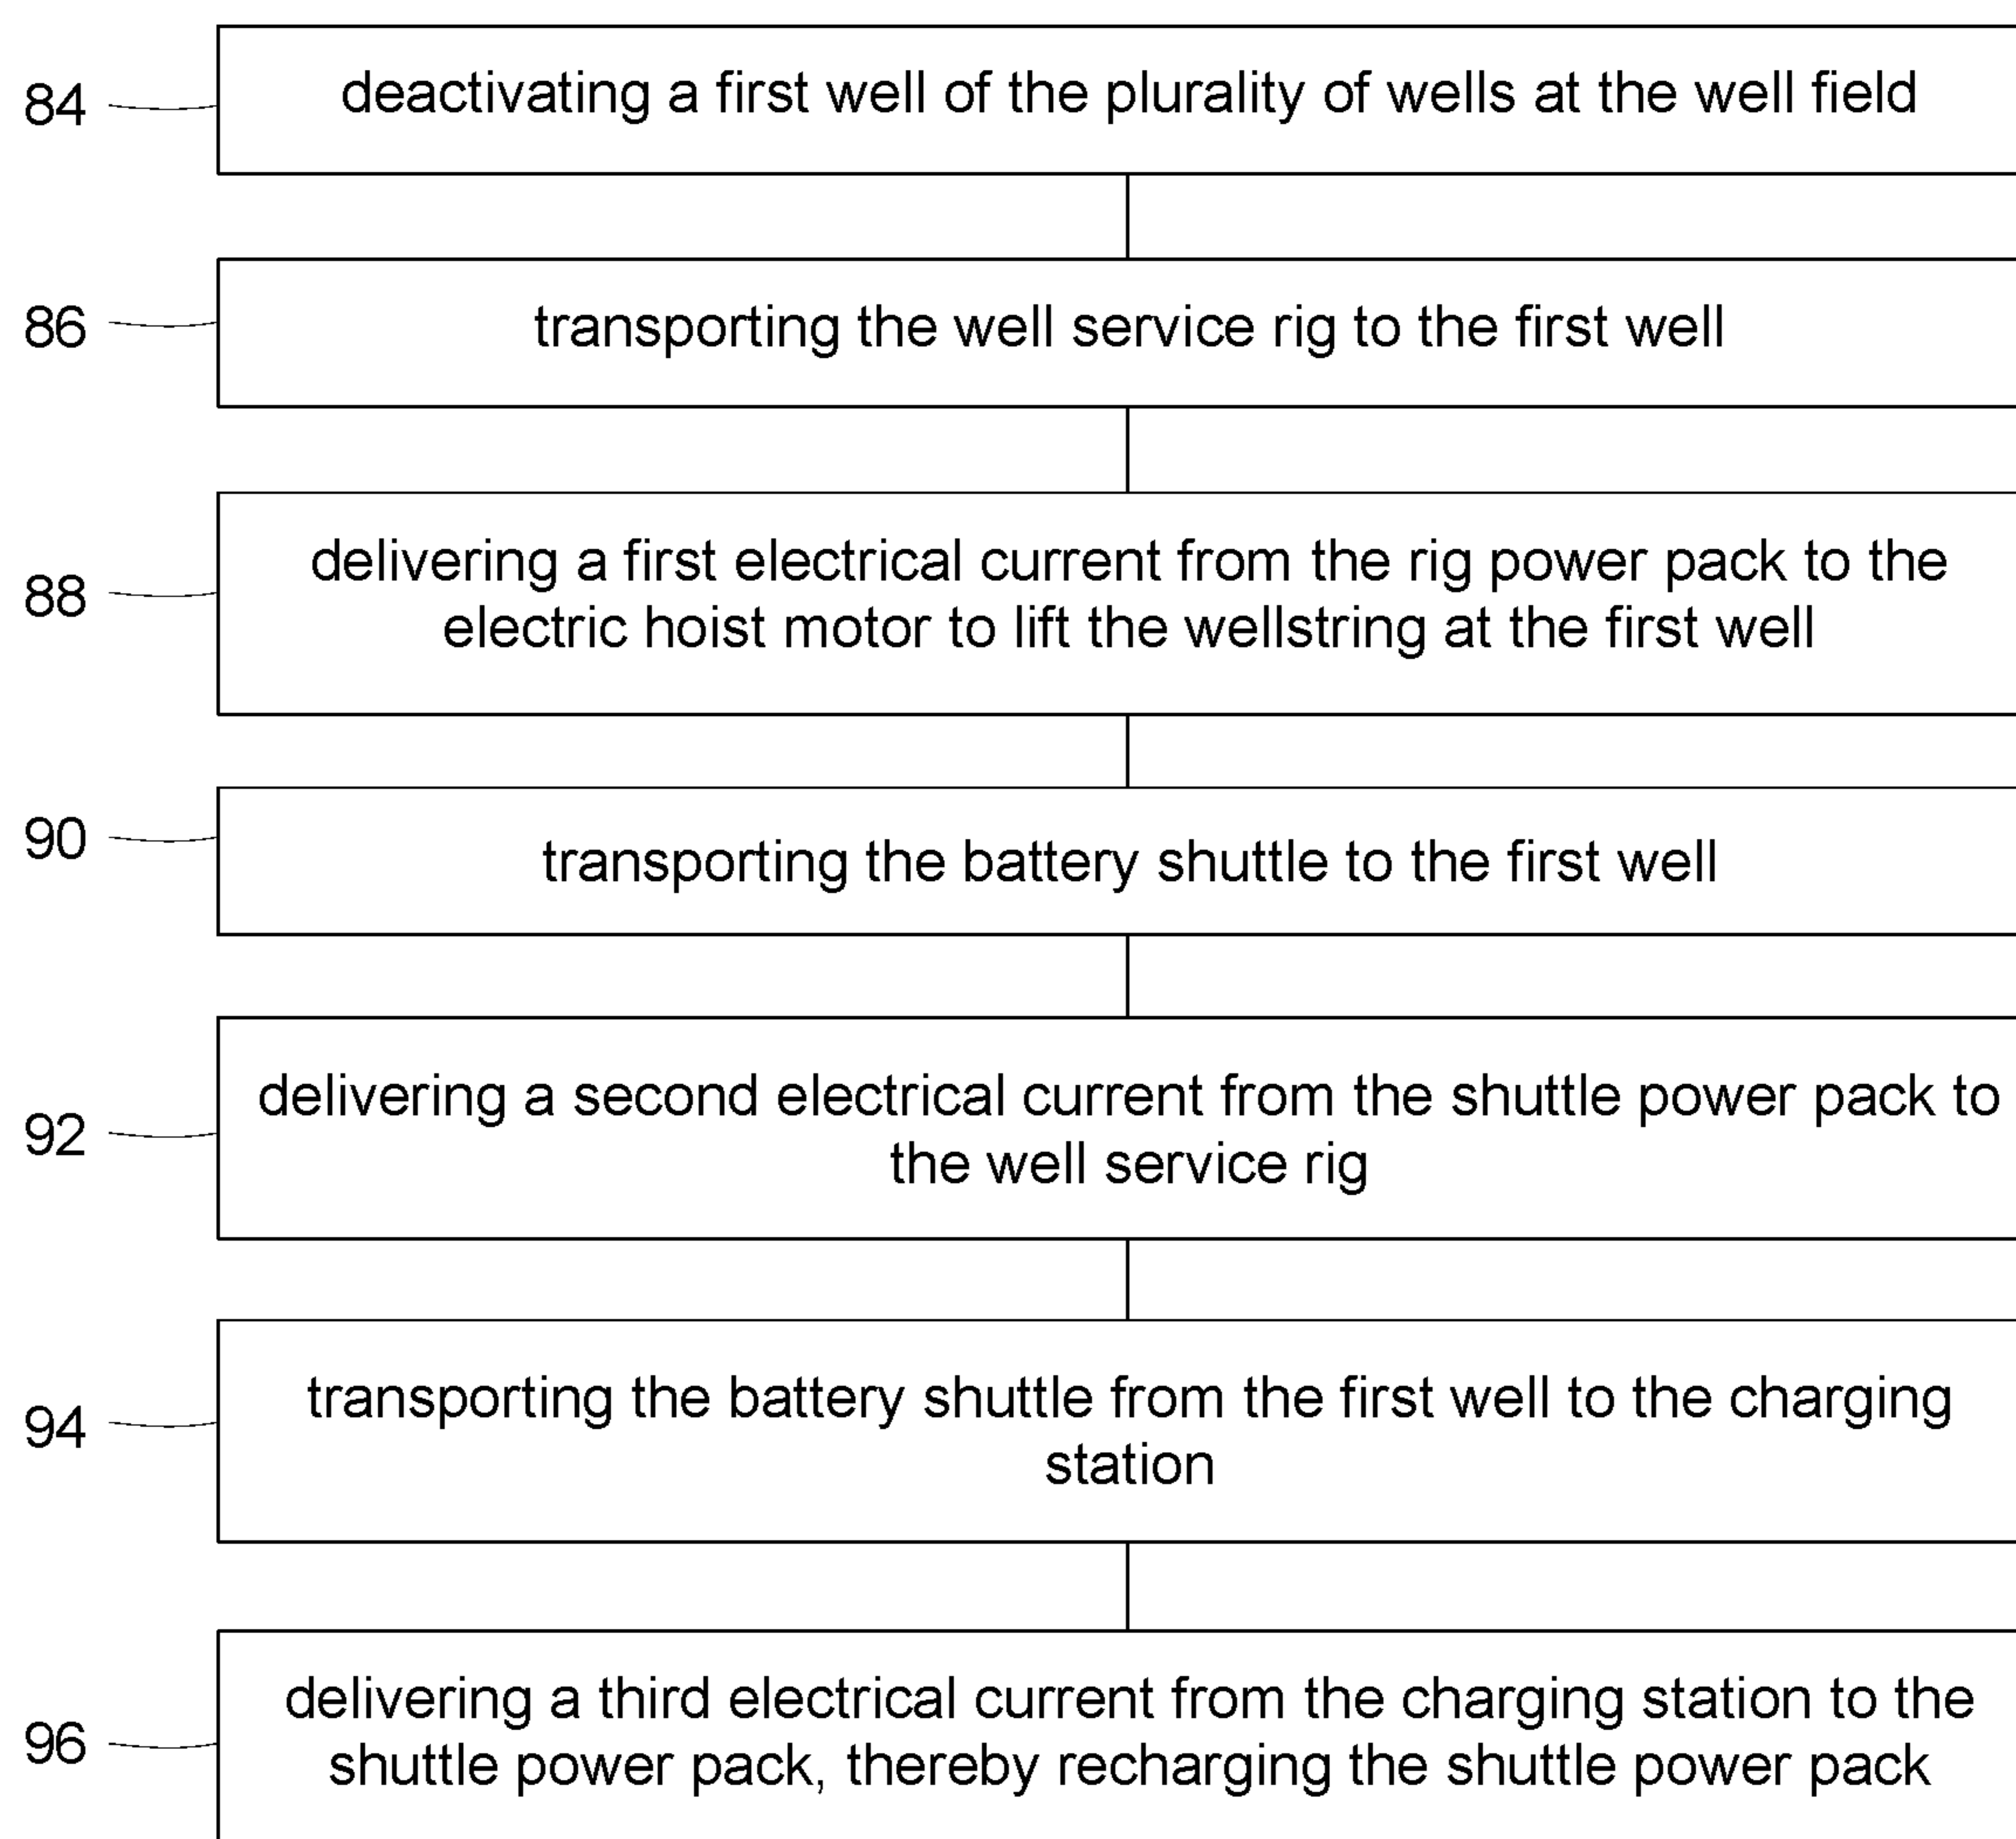 84
deactivating a first well of the plurality of wells at the well field
86
transporting the well service rig to the first well
88
delivering a first electrical current from the rig power pack to the
electric hoist motor to lift the wellstring at the first well
90
transporting the battery shuttle to the first well
92
delivering a second electrical current from the shuttle power pack to
the well service rig
94
transporting the battery shuttle from the first well to the charging
station
96
delivering a third electrical current from the charging station to the
shuttle power pack, thereby recharging the shuttle power pack